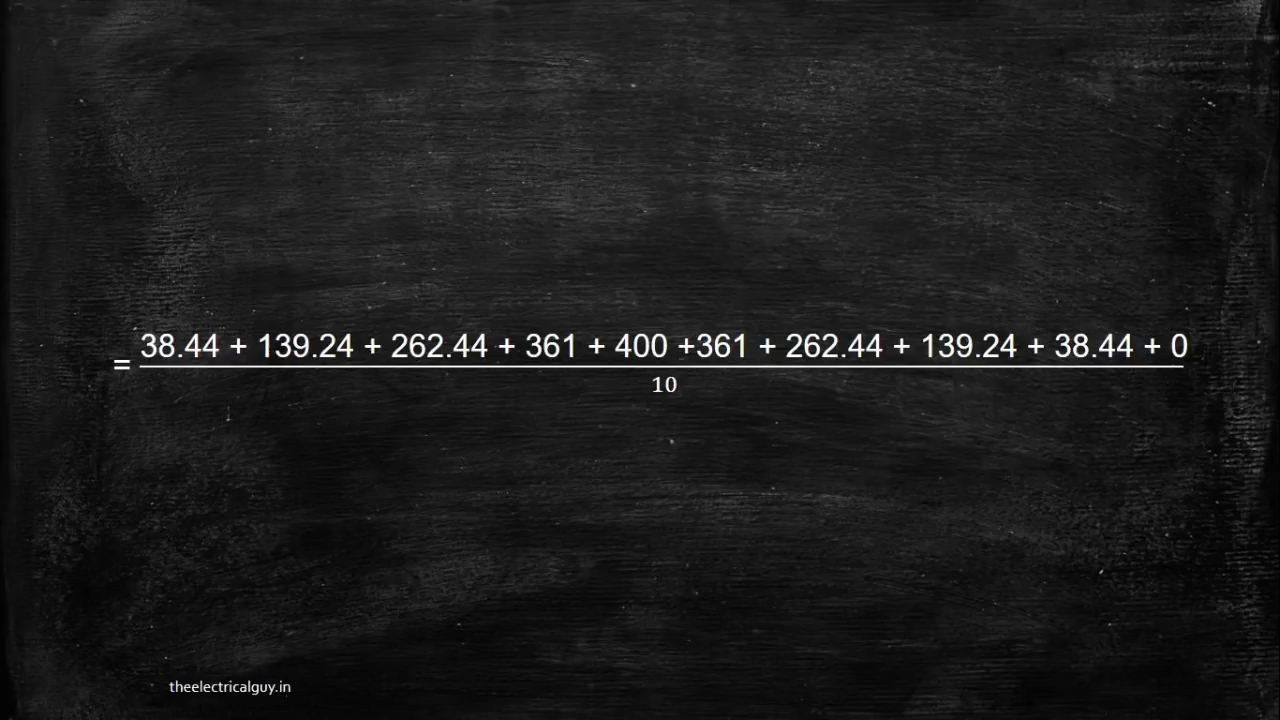 = 38.44 + 139.24 + 262.44 + 361 + 400 +361 + 262.44 + 139.24 + 38.44 + 0
10
theelectricalguy.in